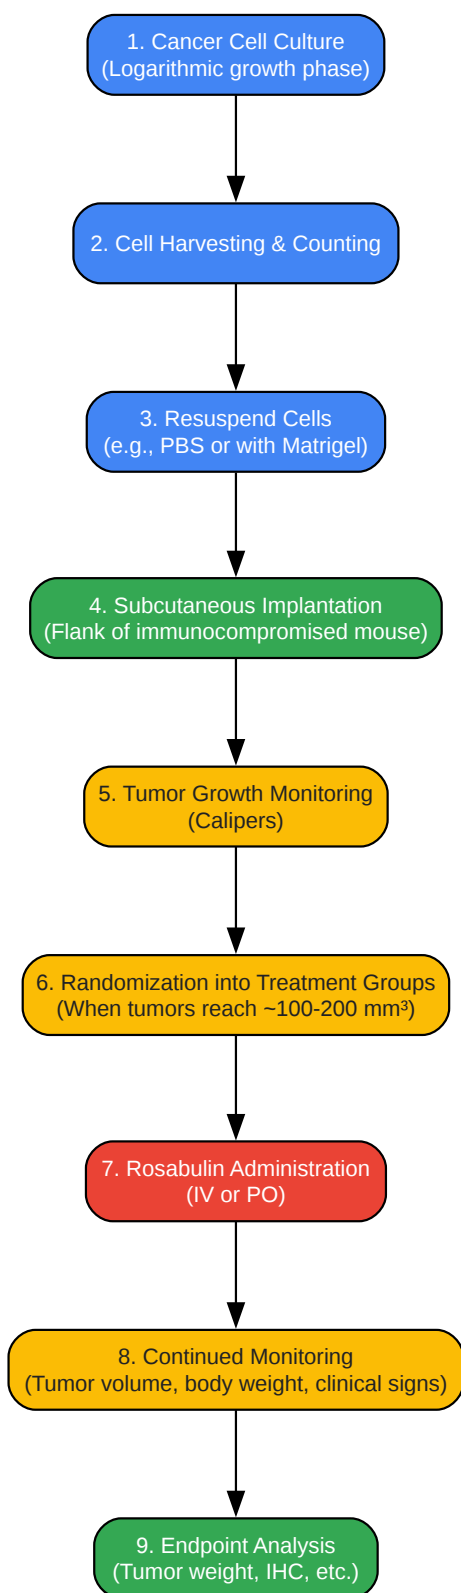 1. Cancer Cell Culture
(Logarithmic growth phase)
2. Cell Harvesting & Counting
3. Resuspend Cells
(e.g., PBS or with Matrigel)
4. Subcutaneous Implantation
(Flank of immunocompromised mouse)
5. Tumor Growth Monitoring
(Calipers)
6. Randomization into Treatment Groups
(When tumors reach ~100-200 mm³)
7. Rosabulin Administration
(IV or PO)
8. Continued Monitoring
(Tumor volume, body weight, clinical signs)
9. Endpoint Analysis
(Tumor weight, IHC, etc.)